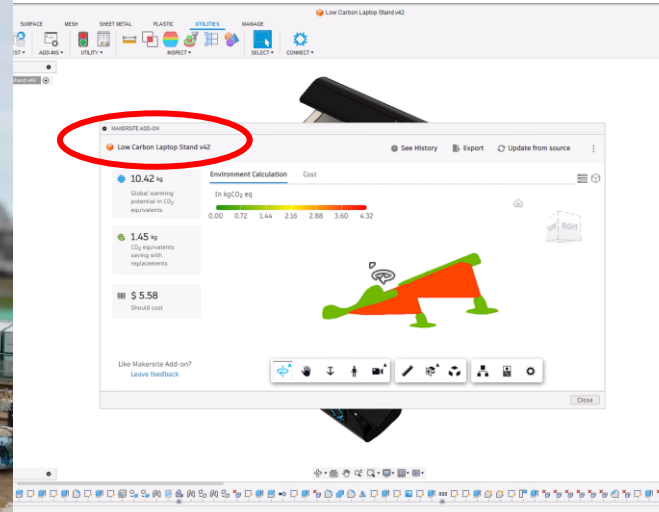 Low Carbon Laptop Stand v42
SURFACE MESH SHEET METAL PLASTIC UTILITIES MANAGE
ADD-INS UTILITY INSPECT SELECT CONNECT
MAKERSITE ADD-ON
Low Carbon Laptop Stand v42
See History Export Update from source
10.42 kg
Global warming
potential in CO₂
equivalents
Environment Calculation Cost
In kgCO₂ eq
0.00 0.72 1.44 2.16 2.88 3.60 4.32
RIGHT
1.45 kg
CO₂ equivalents
saving with
replacements
$ 5.58
Should cost
Like Makersite Add-on?
Leave feedback
Close